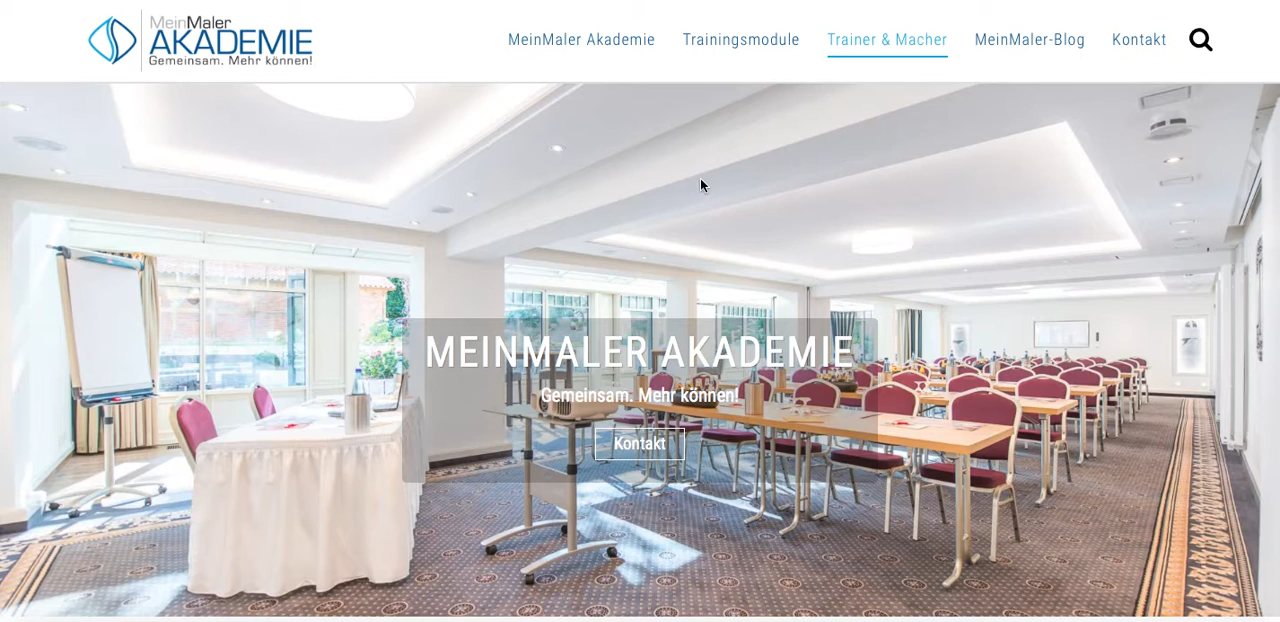 MeinMaler
AKADEMIE
Gemeinsam. Mehr können!
MeinMaler Akademie Trainingsmodule Trainer & Macher MeinMaler-Blog Kontakt
MEINMALER AKADEMIE
Gemeinsam. Mehr können!
Kontakt